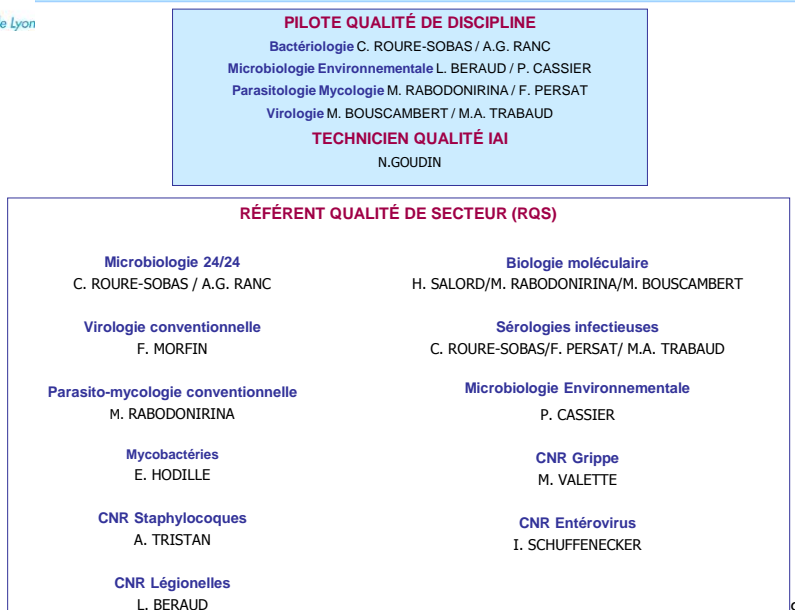 de Lyon
PILOTE QUALITÉ DE DISCIPLINE
Bactériologie C. ROURE-SOBAS / A.G. RANC
Microbiologie Environnementale L. BERAUD / P. CASSIER
Parasitologie Mycologie M. RABODONIRINA / F. PERSAT
Virologie M. BOUSCAMBERT / M.A. TRABAUD
TECHNICIEN QUALITÉ IAI
N.GOUDIN
RÉFÉRENT QUALITÉ DE SECTEUR (RQS)
Microbiologie 24/24
C. ROURE-SOBAS / A.G. RANC
Virologie conventionnelle
F. MORFIN
Parasito-mycologie conventionnelle
M. RABODONIRINA
Mycobactéries
E. HODILLE
CNR Staphylocoques
A. TRISTAN
CNR Légionelles
L. BERAUD
Biologie moléculaire
H. SALORD/M. RABODONIRINA/M. BOUSCAMBERT
Sérologies infectieuses
C. ROURE-SOBAS/F. PERSAT/ M.A. TRABAUD
Microbiologie Environnementale
P. CASSIER
CNR Grippe
M. VALETTE
CNR Entérovirus
I. SCHUFFENECKER